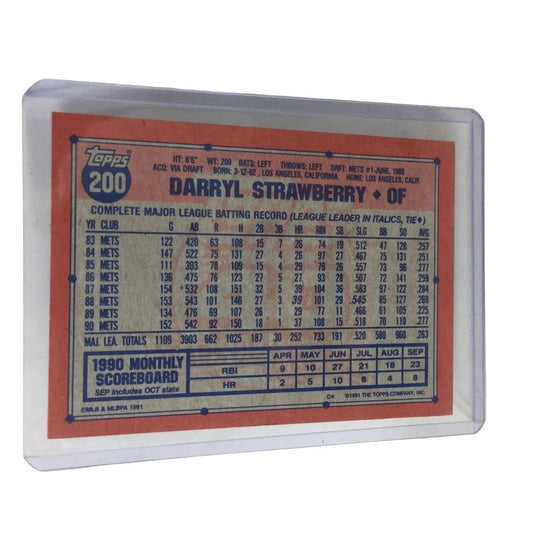 Topps
200
HT: 6'6" WT: 200 BATS: LEFT THROWS: LEFT DRFT: METS #1-JUNE, 1980
ACQ: VIA DRAFT BORN: 3-12-62, LOS ANGELES, CALIFORNIA HOME: LOS ANGELES, CALIF.
DARRYL STRAWBERRY ♦ OF
COMPLETE MAJOR LEAGUE BATTING RECORD (LEAGUE LEADER IN ITALICS, TIE♦)
YR CLUB G AB R H 2B 3B HR RBI SB SLG BB SO AVG
83 METS 122 420 63 108 15 7 26 74 19 .512 47 128 .257
84 METS 147 522 75 131 27 4 26 97 27 .467 75 131 .251
85 METS 111 393 78 109 15 4 29 79 26 .557 73 96 .277
86 METS 136 475 76 123 27 5 27 93 28 .507 72 141 .259
87 METS 154 532 108 151 32 5 39 104 36 .583 97 122 .284
88 METS 153 543 101 146 27 3 39 101 29 .545 85 127 .269
89 METS 134 476 69 107 26 1 29 77 11 .466 61 105 .225
90 METS 152 542 92 150 18 1 37 108 15 .518 70 110 .277
MAJ. LEA. TOTALS 1109 3903 662 1025 187 30 252 733 191 .520 580 960 .263
1990 MONTHLY
SCOREBOARD
SEP includes OCT stats
APR MAY JUN JUL AUG SEP
RBI 9 10 27 21 18 23
HR 2 5 10 8 4 8
©MLB & MLBPA 1991
C* ©1991 THE TOPPS COMPANY, INC.